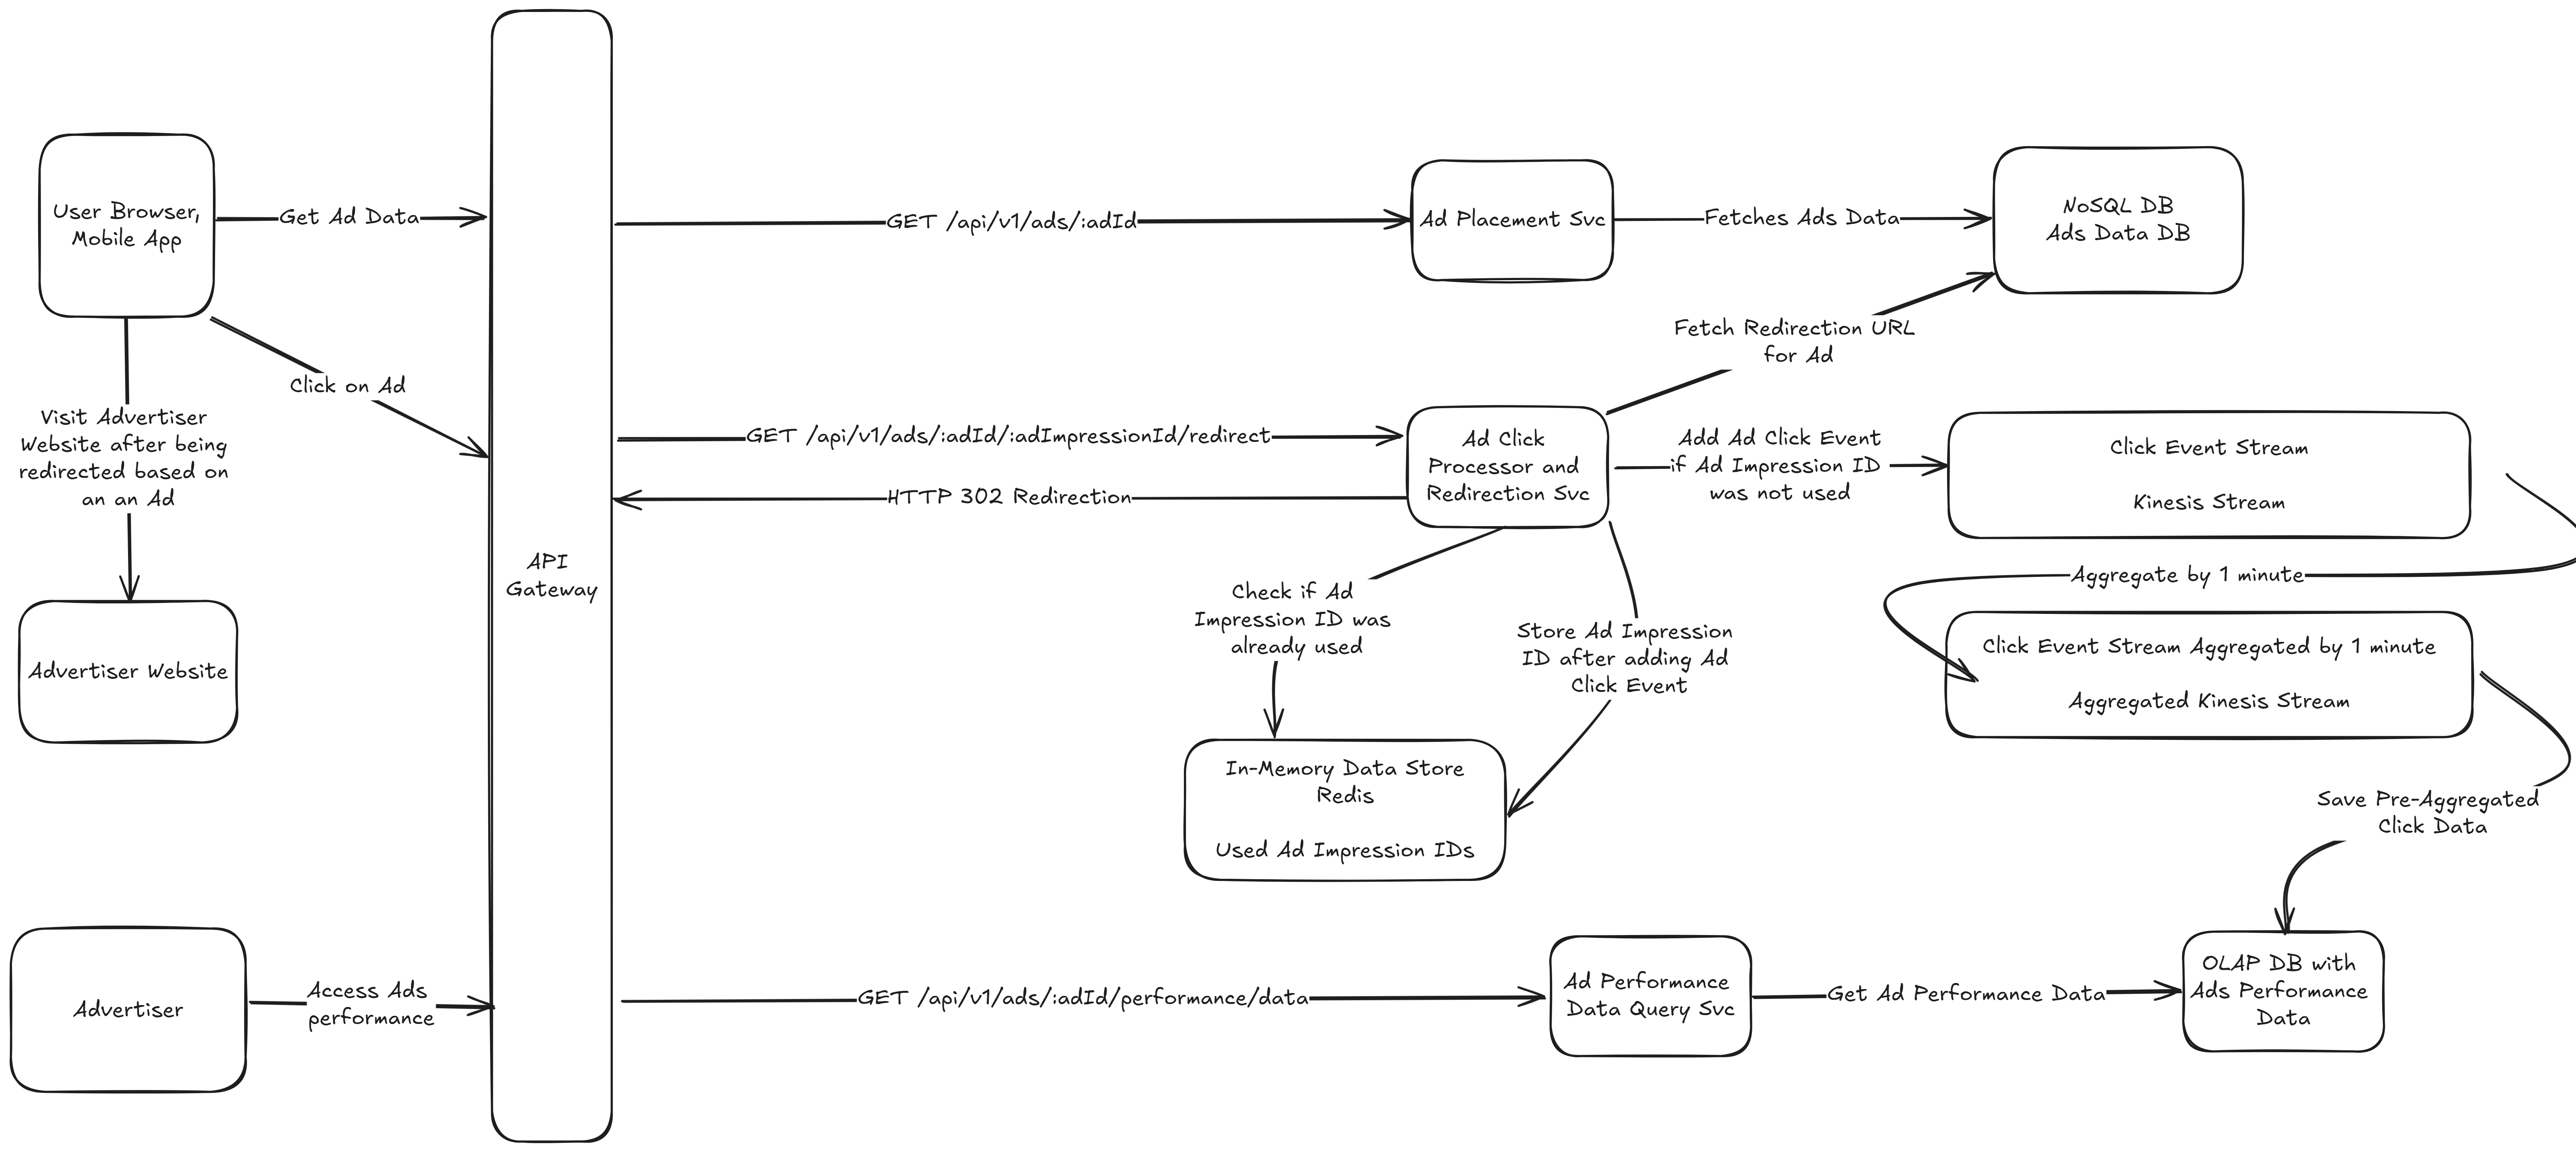 User Browser,
Mobile App
Get Ad Data
GET /api/v1/ads/:adId
Ad Placement Svc
Fetches Ads Data
NoSQL DB
Ads Data DB
Click on Ad
Visit Advertiser
Website after being
redirected based on
an an Ad
Advertiser Website
API
Gateway
GET /api/v1/ads/:adId/:adImpressionId/redirect
HTTP 302 Redirection
Ad Click
Processor and
Redirection Svc
Fetch Redirection URL
for Ad
Add Ad Click Event
if Ad Impression ID
was not used
Click Event Stream
Kinesis Stream
Aggregate by 1 minute
Click Event Stream Aggregated by 1 minute
Aggregated Kinesis Stream
Check if Ad
Impression ID was
already used
Store Ad Impression
ID after adding Ad
Click Event
In-Memory Data Store
Redis
Used Ad Impression IDs
Save Pre-Aggregated
Click Data
Advertiser
Access Ads
performance
GET /api/v1/ads/:adId/performance/data
Ad Performance
Data Query Svc
Get Ad Performance Data
OLAP DB with
Ads Performance
Data